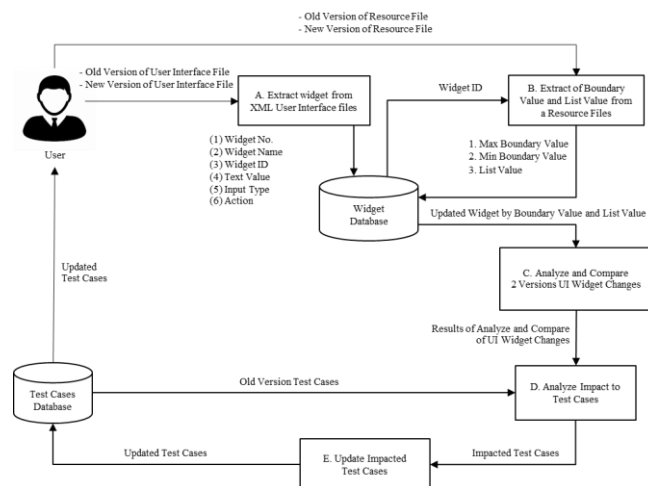 - Old Version of Resource File
- New Version of Resource File
- Old Version of User Interface File
- New Version of User Interface File
User
A. Extract widget from
XML User Interface files
Widget ID
B. Extract of Boundary
Value and List Value from
a Resource Files
(1) Widget No.
(2) Widget Name
(3) Widget ID
(4) Text Value
(5) Input Type
(6) Action
1. Max Boundary Value
2. Min Boundary Value
3. List Value
Widget
Database
Updated Widget by Boundary Value and List Value
Updated
Test Cases
C. Analyze and Compare
2 Versions UI Widget Changes
Results of Analyze and Compare
of UI Widget Changes
Test Cases
Database
Old Version Test Cases
D. Analyze Impact to
Test Cases
Updated Test Cases
E. Update Impacted
Test Cases
Impacted Test Cases